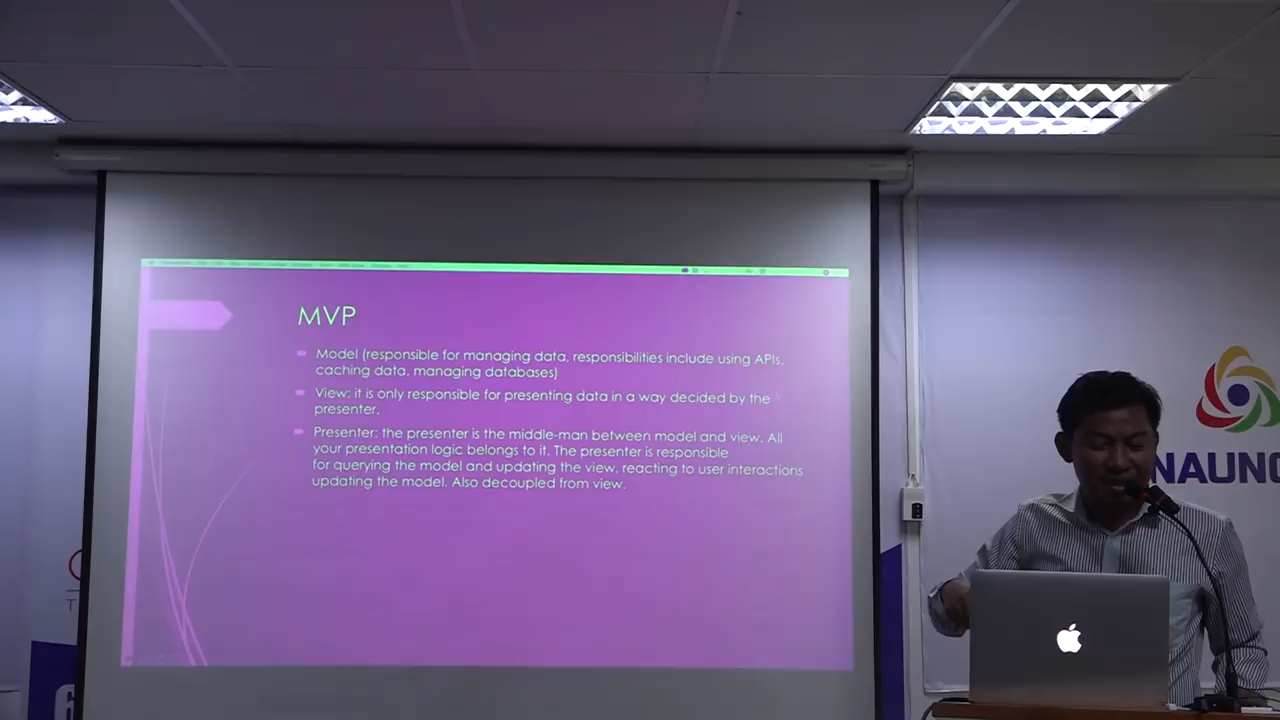 MVP
Model (responsible for managing data, responsibilities include using APIs,
caching data, managing databases)
View: it is only responsible for presenting data in a way decided by the
presenter.
Presenter: the presenter is the middle-man between model and view. All
your presentation logic belongs to it. The presenter is responsible
for querying the model and updating the view, reacting to user interactions
updating the model. Also decoupled from view.
NAUNG
6
T